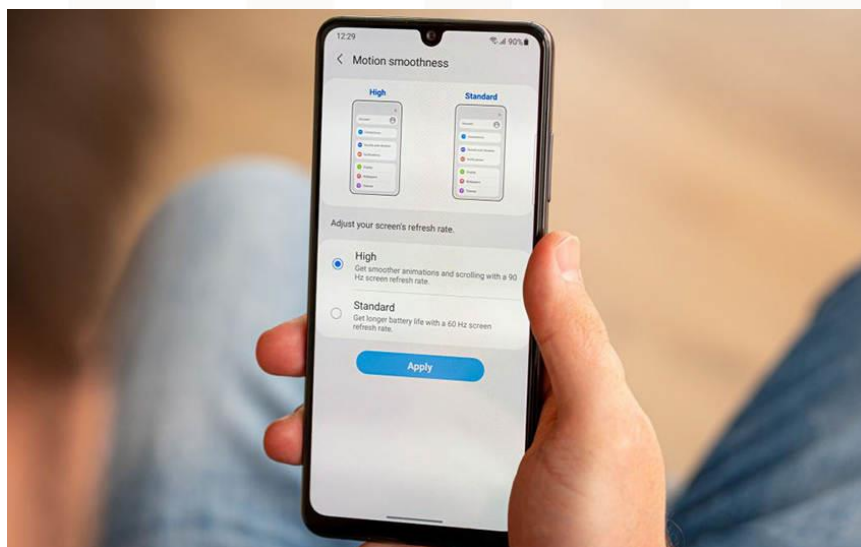 12:29
90%
Motion smoothness
High
Standard
Adjust your screen's refresh rate.
High
Get smoother animations and scrolling with a 90
Hz screen refresh rate.
Standard
Get longer battery life with a 60 Hz screen
refresh rate.
Apply